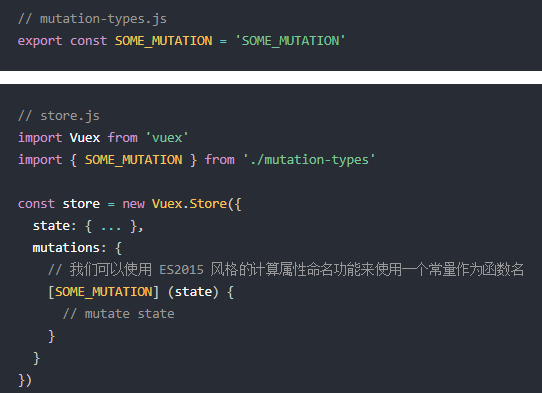 // mutation-types.js
export const SOME_MUTATION = 'SOME_MUTATION'
// store.js
import Vuex from 'vuex'
import { SOME_MUTATION } from './mutation-types'
const store = new Vuex.Store({
state: { ... },
mutations: {
// 我们可以使用 ES2015 风格的计算属性命名功能来使用一个常量作为函数名
[SOME_MUTATION] (state) {
// mutate state
}
}
})